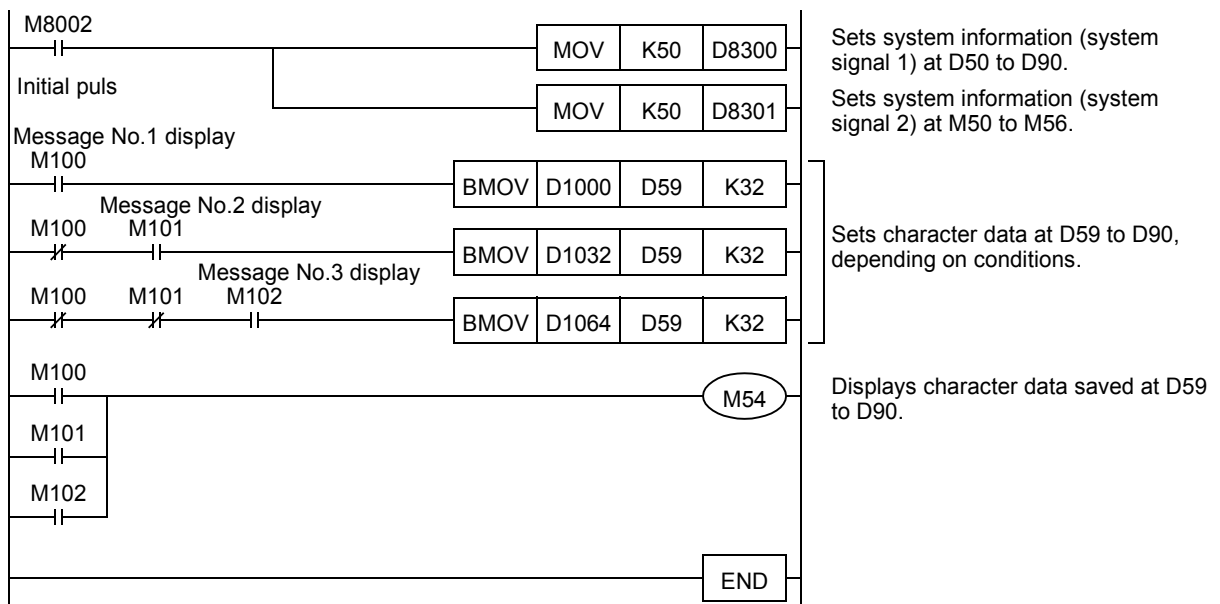 M8002
MOV K50 D8300
Sets system information (system
signal 1) at D50 to D90.
Initial puls
MOV K50 D8301
Sets system information (system
signal 2) at M50 to M56.
Message No.1 display
M100
BMOV D1000 D59 K32
Message No.2 display
M100 M101
BMOV D1032 D59 K32
Sets character data at D59 to D90,
depending on conditions.
Message No.3 display
M100 M101 M102
BMOV D1064 D59 K32
M100
M54
Displays character data saved at D59
to D90.
M101
M102
END